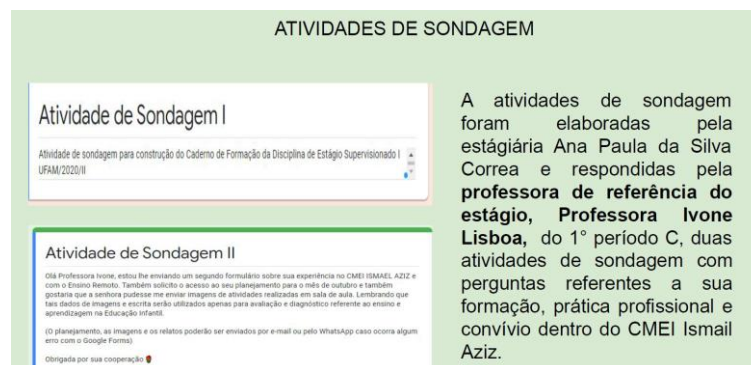 ATIVIDADES DE SONDAGEM
Atividade de Sondagem I
Atividade de sondagem para construção do Caderno de Formação da Disciplina de Estágio Supervisionado I
UFAM/2020/II
Atividade de Sondagem II
Olá Professora Ivone, estou lhe enviando um segundo formulário sobre sua experiência no CMEI ISMAEL AZIZ e
com o Ensino Remoto. Também solicito o acesso ao seu planejamento para o mês de outubro e também
gostaria que a senhora pudesse me enviar imagens de atividades realizadas em sala de aula. Lembrando que
tais dados de imagens e escrita serão utilizados apenas para avaliação e diagnóstico referente ao ensino e
aprendizagem na Educação Infantil.
(O planejamento, as imagens e os relatos poderão ser enviados por e-mail ou pelo WhatsApp caso ocorra algum
erro com o Google Forms)
Obrigada por sua cooperação
A atividades de sondagem
foram elaboradas pela
estágiária Ana Paula da Silva
Correa e respondidas pela
professora de referência do
estágio, Professora Ivone
Lisboa, do 1° período C, duas
atividades de sondagem com
perguntas referentes a sua
formação, prática profissional e
convívio dentro do CMEI Ismail
Aziz.